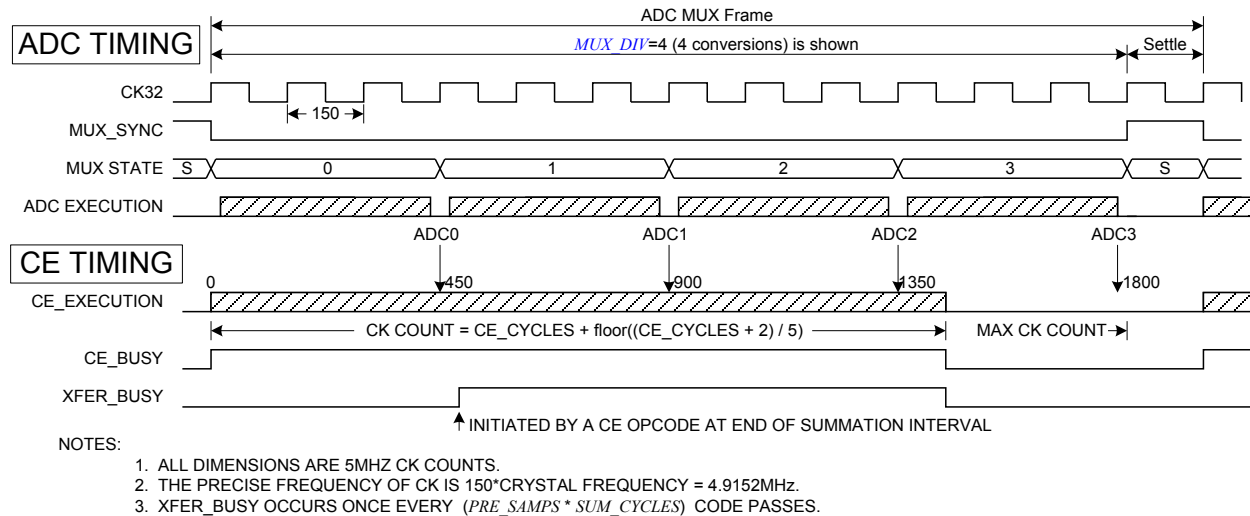 ADC MUX Frame
ADC TIMING
MUX_DIV=4 (4 conversions) is shown
Settle
CK32
150
MUX_SYNC
MUX STATE S 0 1 2 3 S
ADC EXECUTION
ADC0 ADC1 ADC2 ADC3
CE TIMING
0 450 900 1350 1800
CE_EXECUTION
CK COUNT = CE_CYCLES + floor((CE_CYCLES + 2) / 5) MAX CK COUNT
CE_BUSY
XFER_BUSY
INITIATED BY A CE OPCODE AT END OF SUMMATION INTERVAL
NOTES:
1. ALL DIMENSIONS ARE 5MHZ CK COUNTS.
2. THE PRECISE FREQUENCY OF CK IS 150*CRYSTAL FREQUENCY = 4.9152MHz.
3. XFER_BUSY OCCURS ONCE EVERY (PRE_SAMPS * SUM_CYCLES) CODE PASSES.